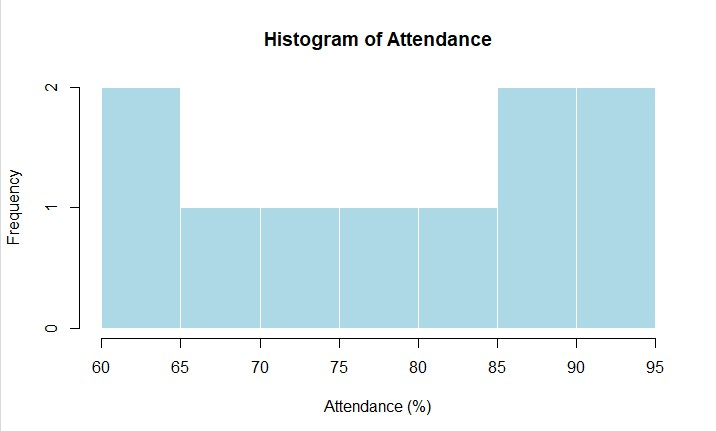 Histogram of Attendance
2
1
0
Frequency
60 65 70 75 80 85 90 95
Attendance (%)